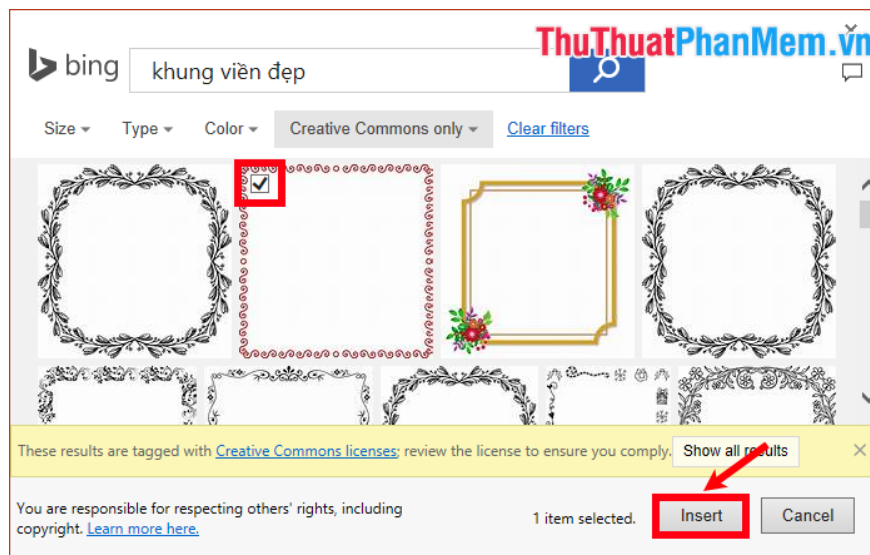 ThuThuatPhanMem.vn
bing
khung viền đẹp
Size Type Color Creative Commons only Clear filters
These results are tagged with Creative Commons licenses; review the license to ensure you comply. Show all results
You are responsible for respecting others' rights, including
copyright. Learn more here.
1 item selected. Insert Cancel